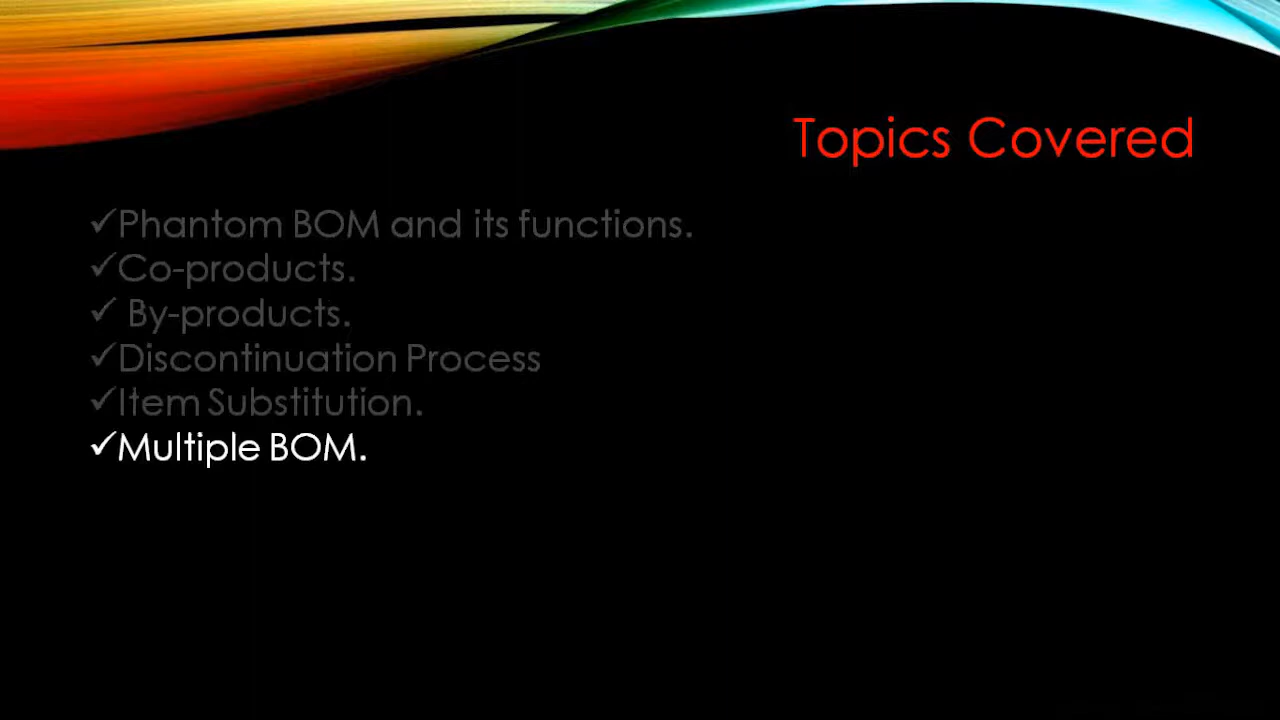 Topics Covered
✓Phantom BOM and its functions.
✓Co-products.
✓ By-products.
✓Discontinuation Process
✓Item Substitution.
✓Multiple BOM.